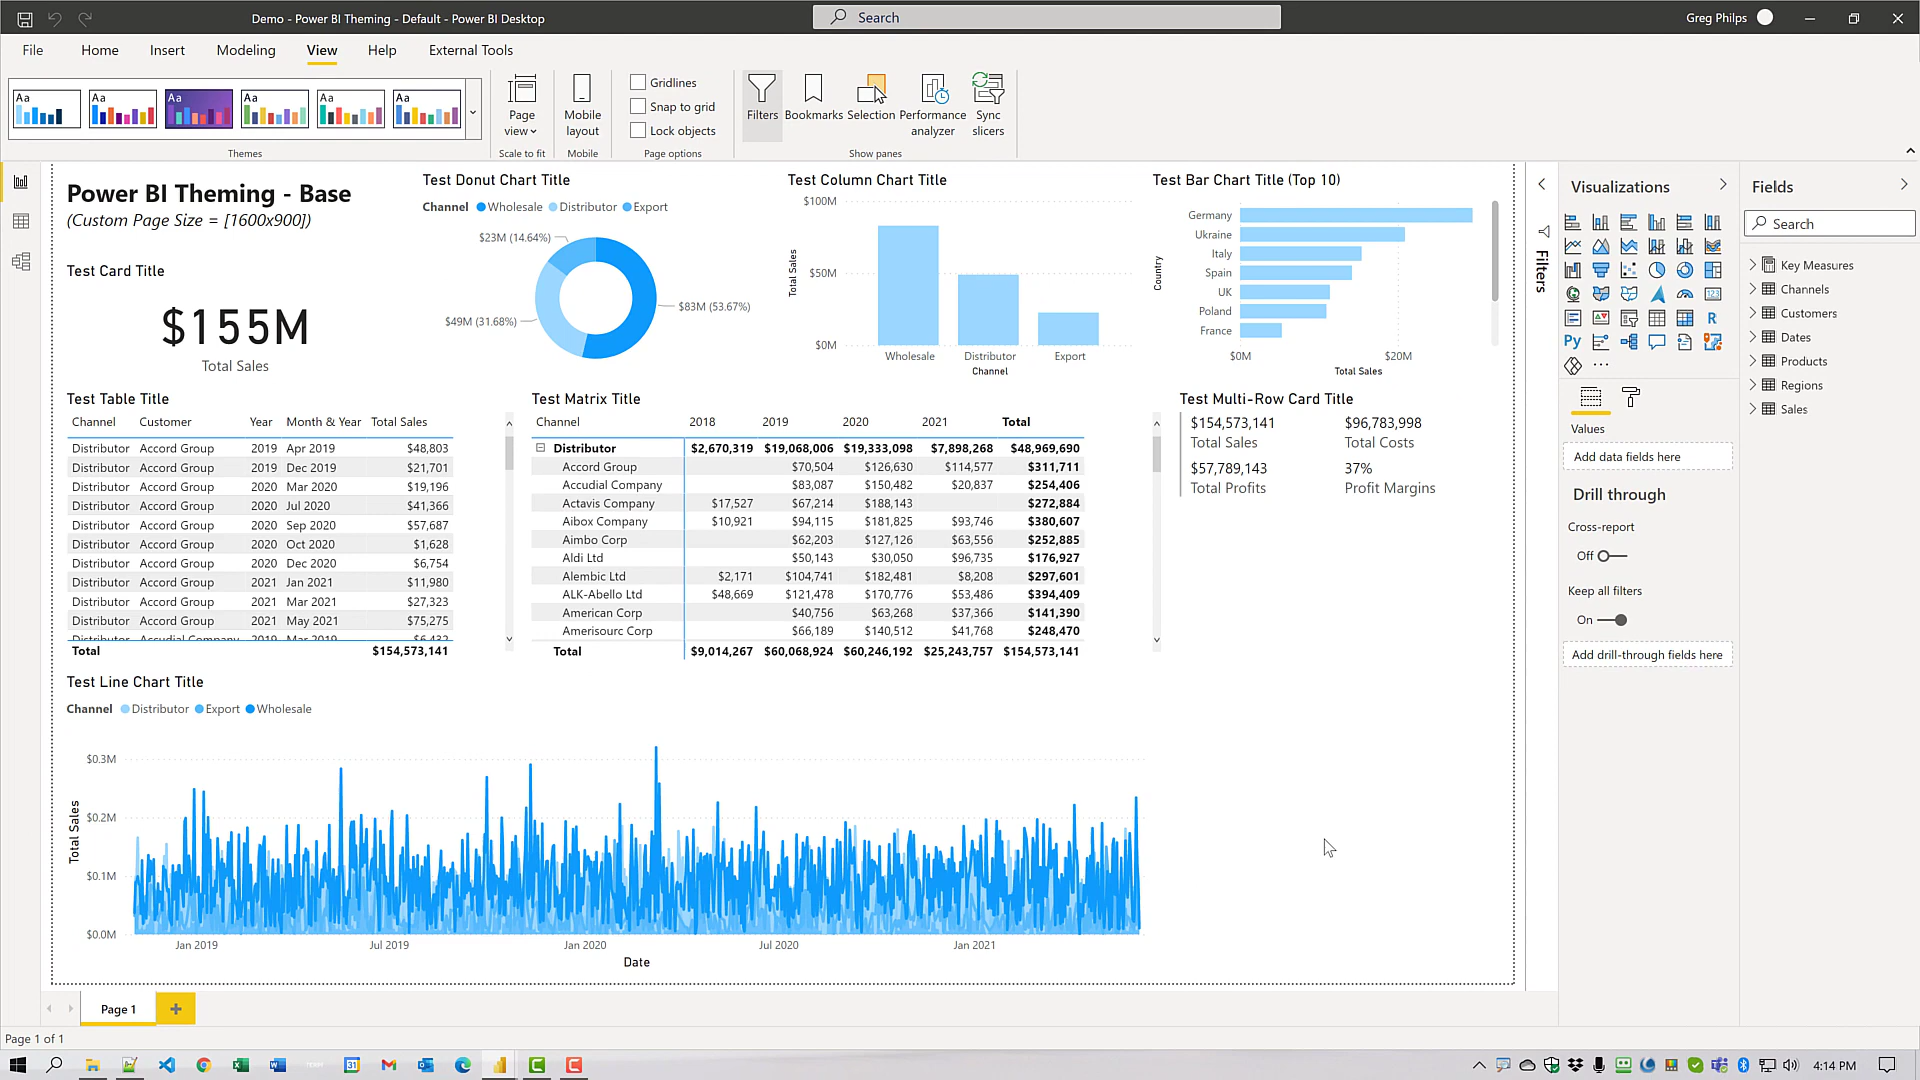 Demo - Power BI Theming - Default - Power BI Desktop
Search
Greg Philps
File
Home
Insert
Modeling
View
Help
External Tools
Aa
Aa
Aa
Aa
Aa
Aa
Themes
Page view
Scale to fit
Mobile layout
Mobile
Gridlines
Snap to grid
Lock objects
Page options
Filters
Bookmarks
Selection
Performance analyzer
Sync slicers
Show panes
Power BI Theming - Base
(Custom Page Size = [1600x900])
Test Card Title
$155M
Total Sales
Test Donut Chart Title
Channel Wholesale Distributor Export
$23M (14.64%)
$49M (31.68%)
$83M (53.67%)
Test Column Chart Title
$100M
$50M
$0M
Total Sales
Wholesale Distributor Export
Channel
Test Bar Chart Title (Top 10)
Country
Germany
Ukraine
Italy
Spain
UK
Poland
France
$0M $20M
Total Sales
Test Table Title
Channel Customer Year Month & Year Total Sales
Distributor Accord Group 2019 Apr 2019 $48,803
Distributor Accord Group 2019 Dec 2019 $21,701
Distributor Accord Group 2020 Mar 2020 $19,196
Distributor Accord Group 2020 Jul 2020 $41,366
Distributor Accord Group 2020 Sep 2020 $57,687
Distributor Accord Group 2020 Oct 2020 $1,628
Distributor Accord Group 2020 Dec 2020 $6,754
Distributor Accord Group 2021 Jan 2021 $11,980
Distributor Accord Group 2021 Mar 2021 $27,323
Distributor Accord Group 2021 May 2021 $75,275
Distributor Accudial Company 2019 Mar 2019 $6,432
Total $154,573,141
Test Matrix Title
Channel 2018 2019 2020 2021 Total
Distributor $2,670,319 $19,068,006 $19,333,098 $7,898,268 $48,969,690
Accord Group $70,504 $126,630 $114,577 $311,711
Accudial Company $83,087 $150,482 $20,837 $254,406
Actavis Company $17,527 $67,214 $188,143 $272,884
Aibox Company $10,921 $94,115 $181,825 $93,746 $380,607
Aimbo Corp $62,203 $127,126 $63,556 $252,885
Aldi Ltd $50,143 $30,050 $96,735 $176,927
Alembic Ltd $2,171 $104,741 $182,481 $8,208 $297,601
ALK-Abello Ltd $48,669 $121,478 $170,776 $53,486 $394,409
American Corp $40,756 $63,268 $37,366 $141,390
Amerisourc Corp $66,189 $140,512 $41,768 $248,470
Total $9,014,267 $60,068,924 $60,246,192 $25,243,757 $154,573,141
Test Multi-Row Card Title
$154,573,141 $96,783,998
Total Sales Total Costs
$57,789,143 37%
Total Profits Profit Margins
Test Line Chart Title
Channel Distributor Export Wholesale
$0.3M
$0.2M
$0.1M
$0.0M
Total Sales
Jan 2019 Jul 2019 Jan 2020 Jul 2020 Jan 2021
Date
Filters
Visualizations
R
Py
123
Values
Add data fields here
Drill through
Cross-report
Off
Keep all filters
On
Add drill-through fields here
Fields
Search
Key Measures
Channels
Customers
Dates
Products
Regions
Sales
Page 1
Page 1 of 1
31
4:14 PM